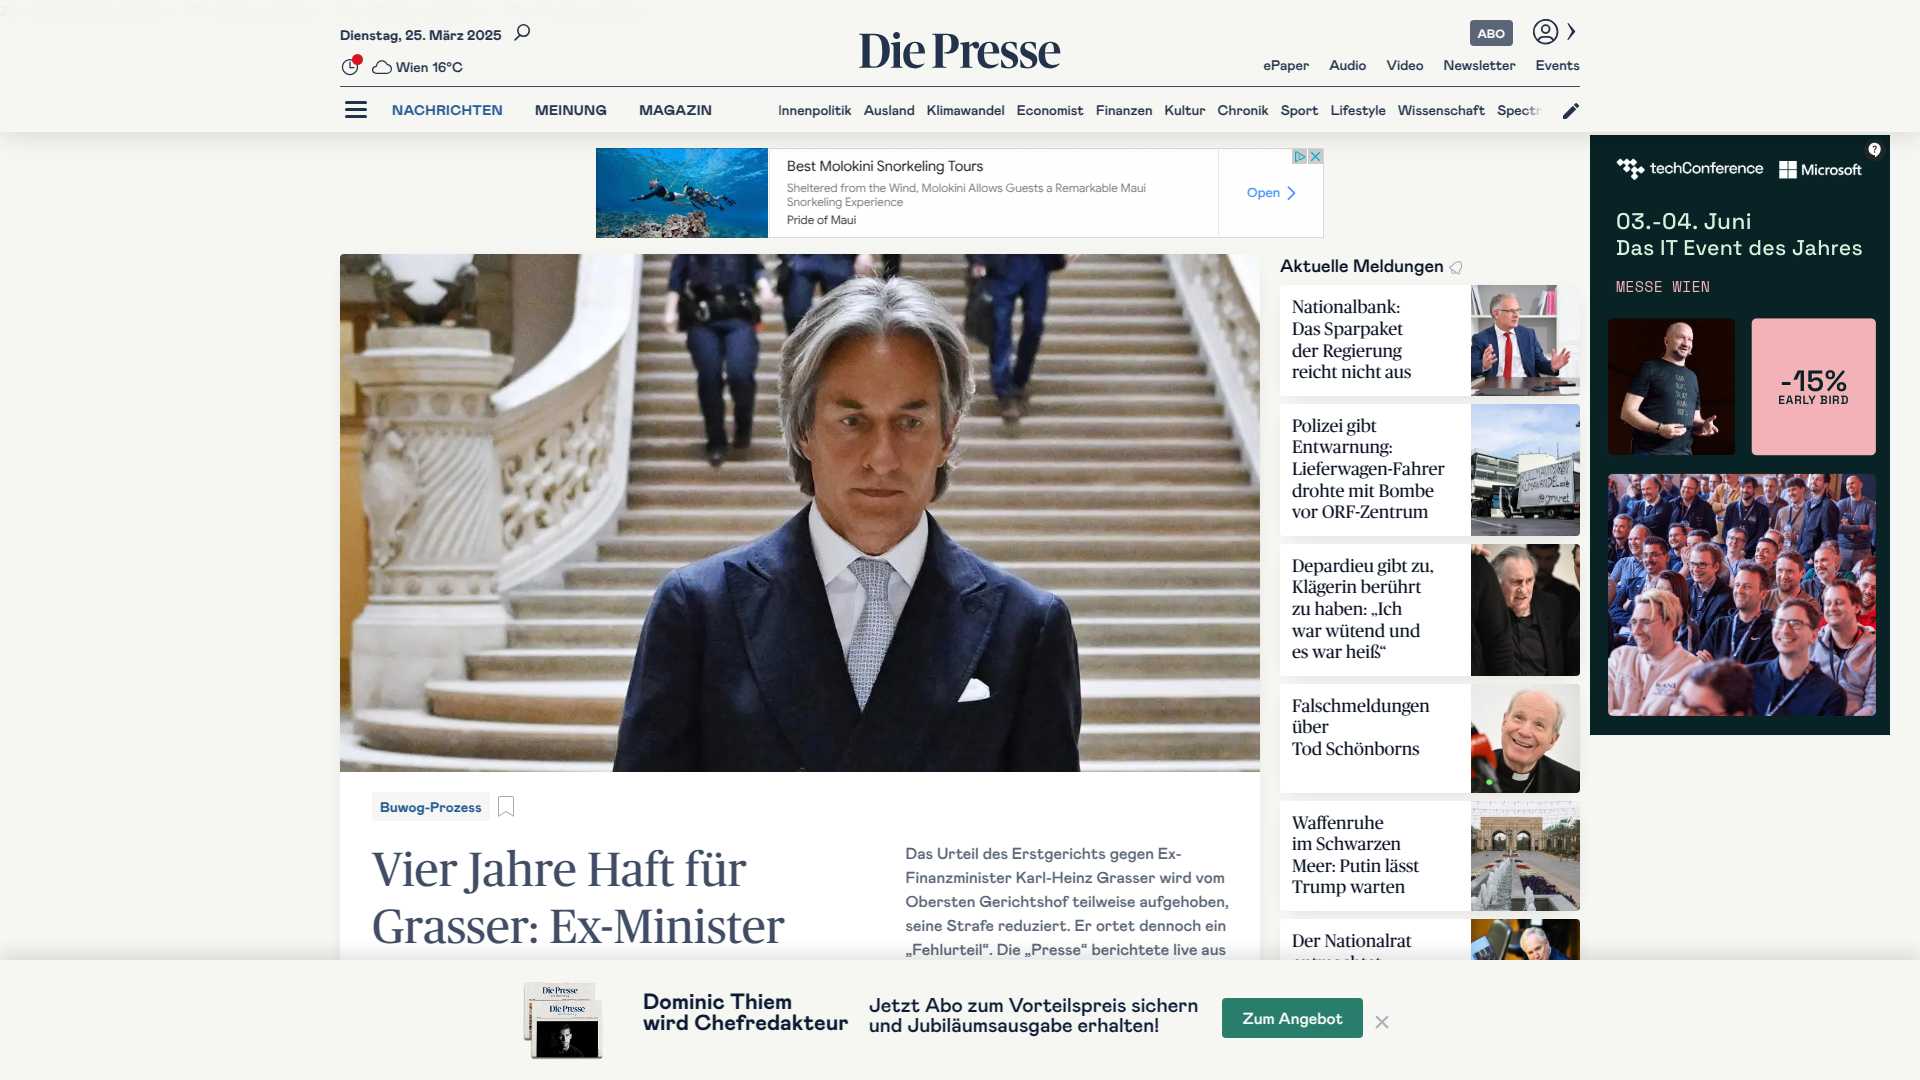 Dienstag, 25. März 2025
Wien 16°C
Die Presse
ABO
ePaper Audio Video Newsletter Events
NACHRICHTEN MEINUNG MAGAZIN
Innenpolitik Ausland Klimawandel Economist Finanzen Kultur Chronik Sport Lifestyle Wissenschaft
Best Molokini Snorkeling Tours
Sheltered from the Wind, Molokini Allows Guests a Remarkable Maui
Snorkeling Experience
Pride of Maui
Open
techConference Microsoft
03.-04. Juni
Das IT Event des Jahres
MESSE WIEN
-15%
EARLY BIRD
Buwog-Prozess
Vier Jahre Haft für
Grasser: Ex-Minister
Das Urteil des Erstgerichts gegen Ex-
Finanzminister Karl-Heinz Grasser wird vom
Obersten Gerichtshof teilweise aufgehoben,
seine Strafe reduziert. Er ortet dennoch ein
„Fehlurteil“. Die „Presse“ berichtete live aus
Aktuelle Meldungen
Nationalbank:
Das Sparpaket
der Regierung
reicht nicht aus
Polizei gibt
Entwarnung:
Lieferwagen-Fahrer
drohte mit Bombe
vor ORF-Zentrum
Depardieu gibt zu,
Klägerin berührt
zu haben: „Ich
war wütend und
es war heiß“
Falschmeldungen
über
Tod Schönborns
Waffenruhe
im Schwarzen
Meer: Putin lässt
Trump warten
Der Nationalrat
Die Presse
Die Presse
Dominic Thiem
wird Chefredakteur
Jetzt Abo zum Vorteilspreis sichern
und Jubiläumsausgabe erhalten!
Zum Angebot